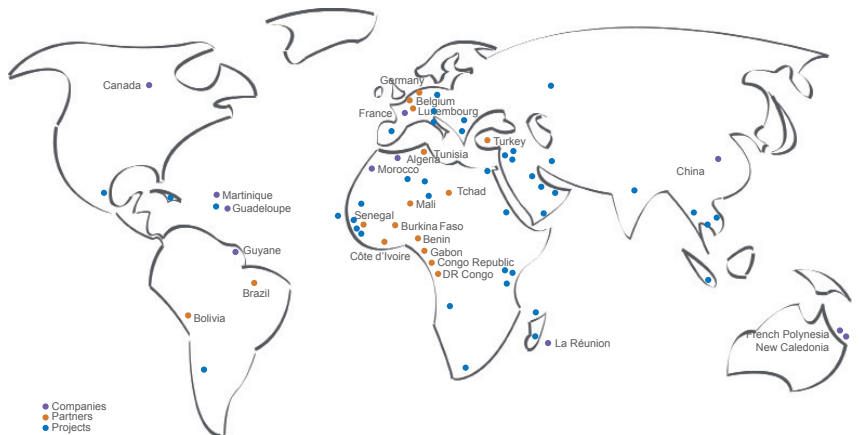 Germany
Canada
Belgium
Luxembourg
France
Turkey
Tunisia
Algeria
Morocco
China
Tchad
Martinique
Guadeloupe
Mali
Senegal
Burkina Faso
Benin
Guyane
Côte d'Ivoire
Gabon
Congo Republic
DR Congo
Brazil
Bolivia
French Polynesia
New Caledonia
La Réunion
Companies
Partners
Projects